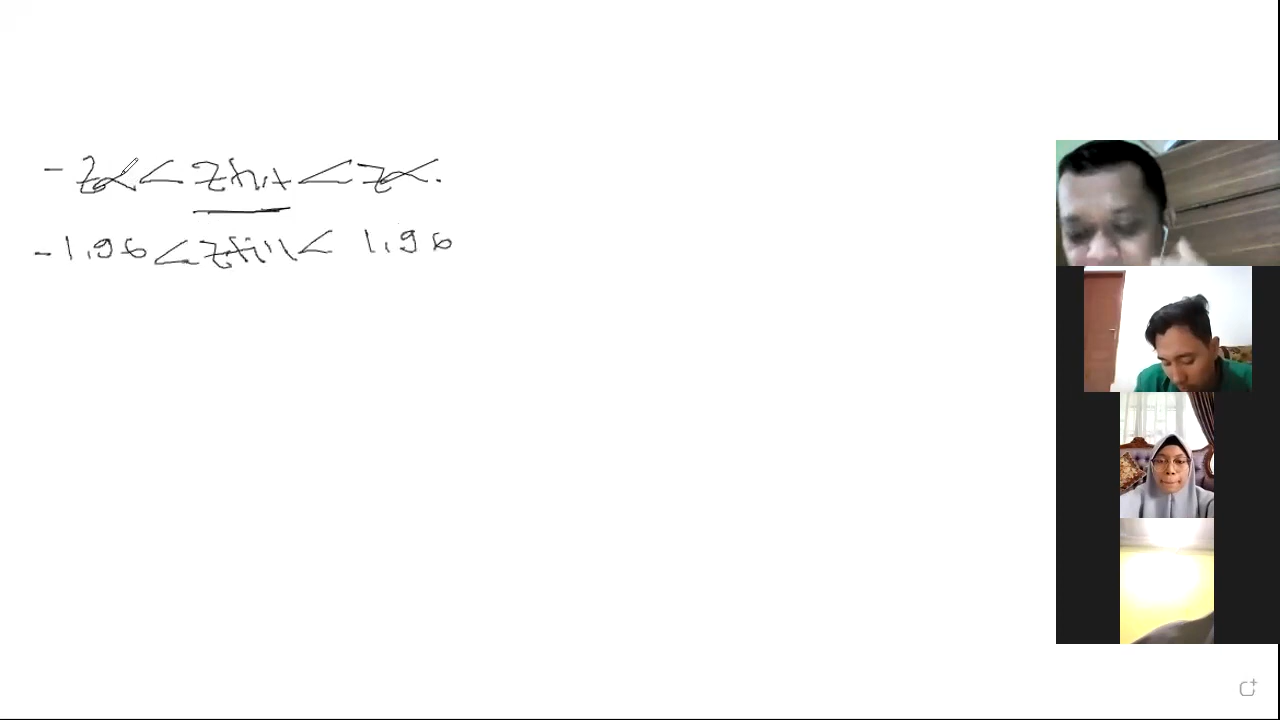 - Zα < Zhit < Zα.
-1.96 < Zhit < 1.96